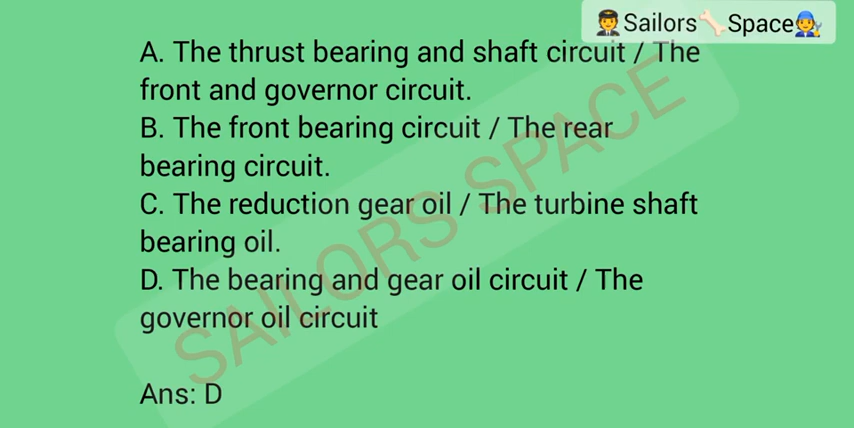 Sailors Space
A. The thrust bearing and shaft circuit / The
front and governor circuit.
B. The front bearing circuit / The rear
bearing circuit.
C. The reduction gear oil / The turbine shaft
bearing oil.
D. The bearing and gear oil circuit / The
governor oil circuit
SAILORS SPACE
Ans: D